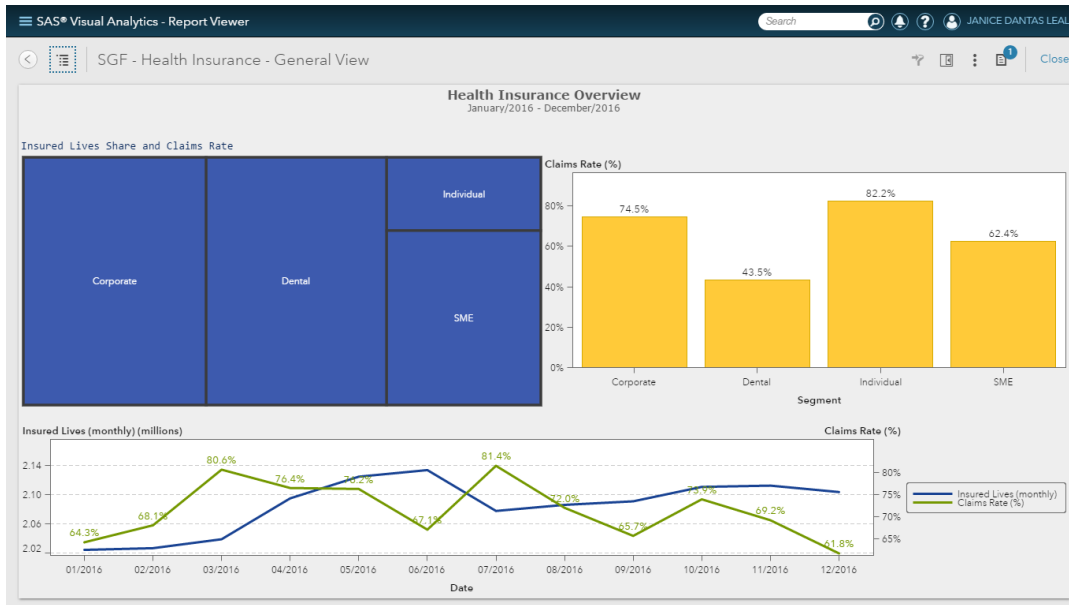 SAS® Visual Analytics - Report Viewer
Search
?
JANICE DANTAS LEAL
SGF - Health Insurance - General View
1
Close
Health Insurance Overview
January/2016 - December/2016
Insured Lives Share and Claims Rate
Corporate
Dental
Individual
SME
Claims Rate (%)
80%
60%
40%
20%
0%
74.5%
43.5%
82.2%
62.4%
Corporate Dental Individual SME
Segment
Insured Lives (monthly) (millions)
Claims Rate (%)
2.14
2.10
2.06
2.02
64.3% 68.1% 80.6% 76.4% 76.2% 67.1% 81.4% 72.0% 65.7% 73.9% 69.2% 61.8%
80%
75%
70%
65%
01/2016 02/2016 03/2016 04/2016 05/2016 06/2016 07/2016 08/2016 09/2016 10/2016 11/2016 12/2016
Date
Insured Lives (monthly)
Claims Rate (%)